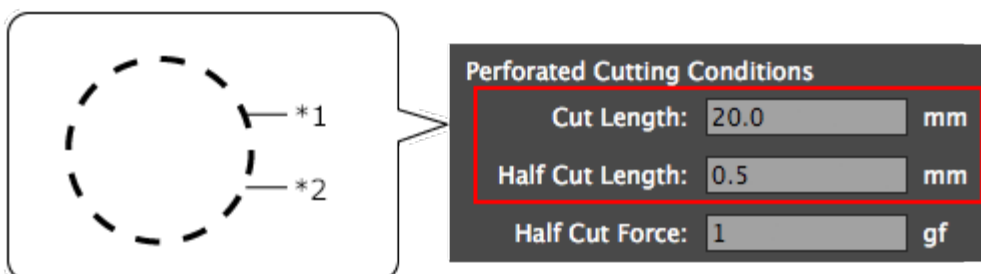 *1
*2
Perforated Cutting Conditions
Cut Length: 20.0 mm
Half Cut Length: 0.5 mm
Half Cut Force: 1 gf